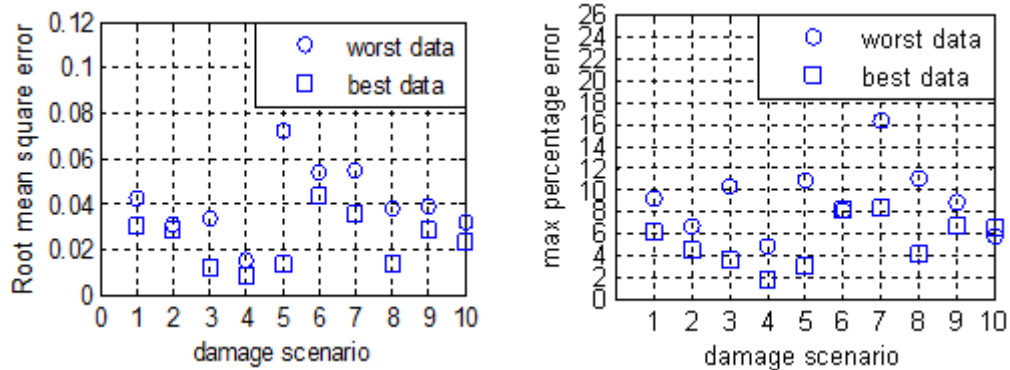 Root mean square error
0.12
0.1
0.08
0.06
0.04
0.02
0
0 1 2 3 4 5 6 7 8 9 10
damage scenario
worst data
best data
max percentage error
26
24
22
20
18
16
14
12
10
8
6
4
2
0
1 2 3 4 5 6 7 8 9 10
damage scenario
worst data
best data